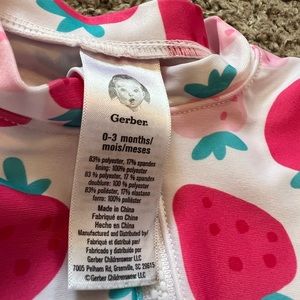 Gerber.
0-3 months/
mois/meses
83% polyester, 17% spandex
lining: 100% polyester
83 % polyester, 17 % spandex
doublure: 100 % polyester
83% poliéster, 17% elastano
forro: 100% poliéster
Made in China
Fabriqué en Chine
Hecho en China
Manufactured and Distributed by/
Fabriqué et distribué par/
Fabricado y distribuido por
Gerber Childrenswear LLC
7005 Pelham Rd, Greenville, SC 29615
©Gerber Childrenswear LLC